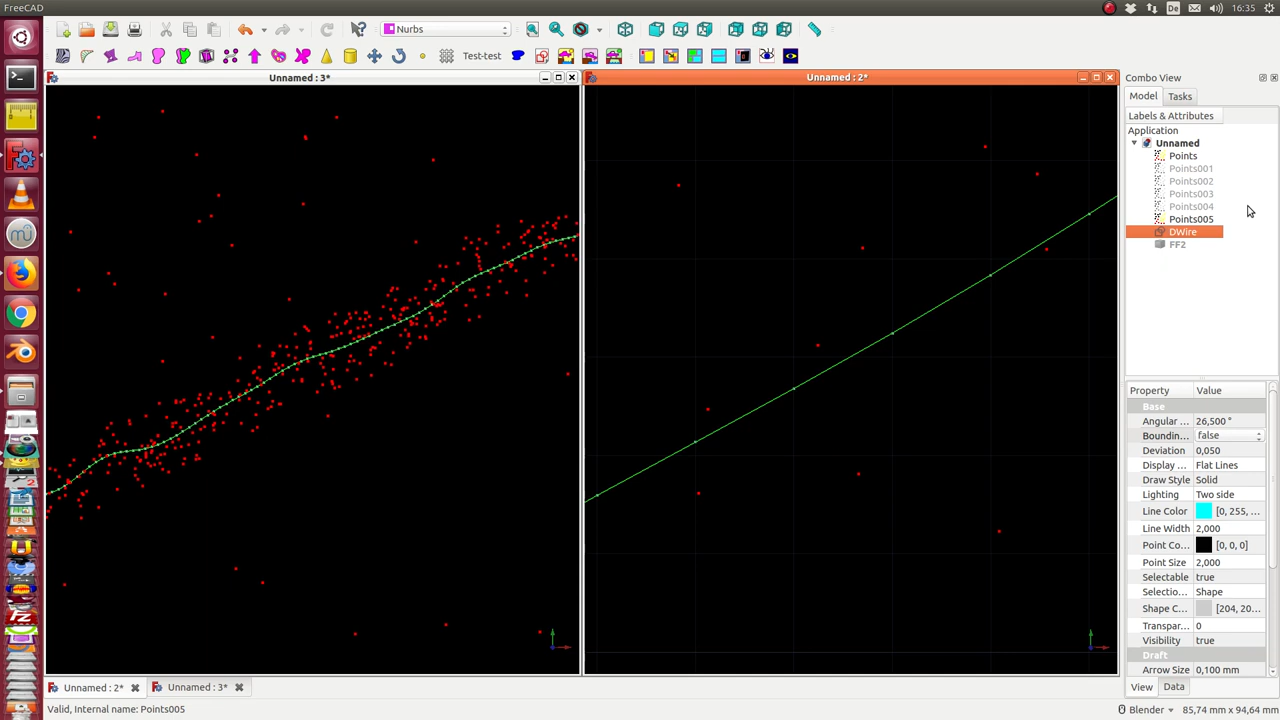 FreeCAD
De
16:35
Nurbs
Test-test
Unnamed : 3*
Unnamed : 2*
Combo View
Model
Tasks
Labels & Attributes
Application
Unnamed
Points
Points001
Points002
Points003
Points004
Points005
DWire
FF2
Property Value
Base
Angular ... 26,500 °
Boundin... false
Deviation 0,050
Display ... Flat Lines
Draw Style Solid
Lighting Two side
Line Color [0, 255, ...
Line Width 2,000
Point Co... [0, 0, 0]
Point Size 2,000
Selectable true
Selectio... Shape
Shape C... [204, 20...
Transpar... 0
Visibility true
Draft
Arrow Size 0,100 mm
View
Data
Unnamed : 2*
Unnamed : 3*
Valid, Internal name: Points005
Blender
85,74 mm x 94,64 mm